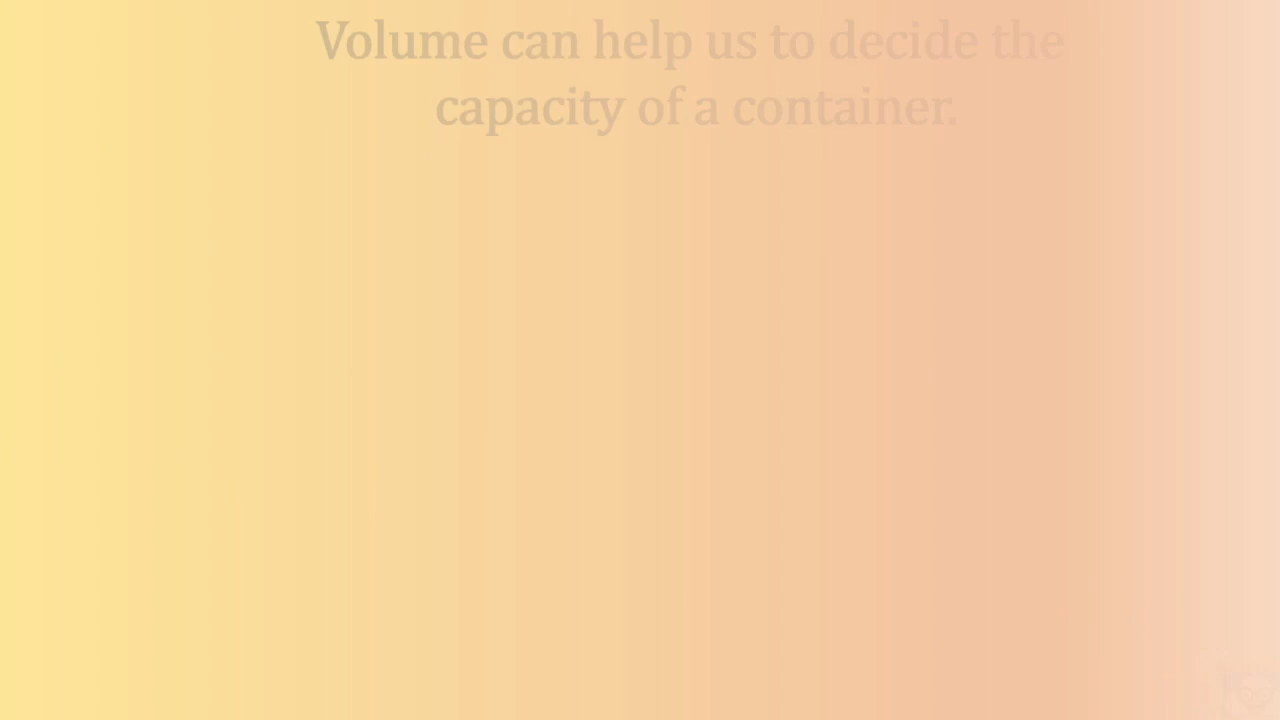 Volume can help us to decide the
capacity of a container.